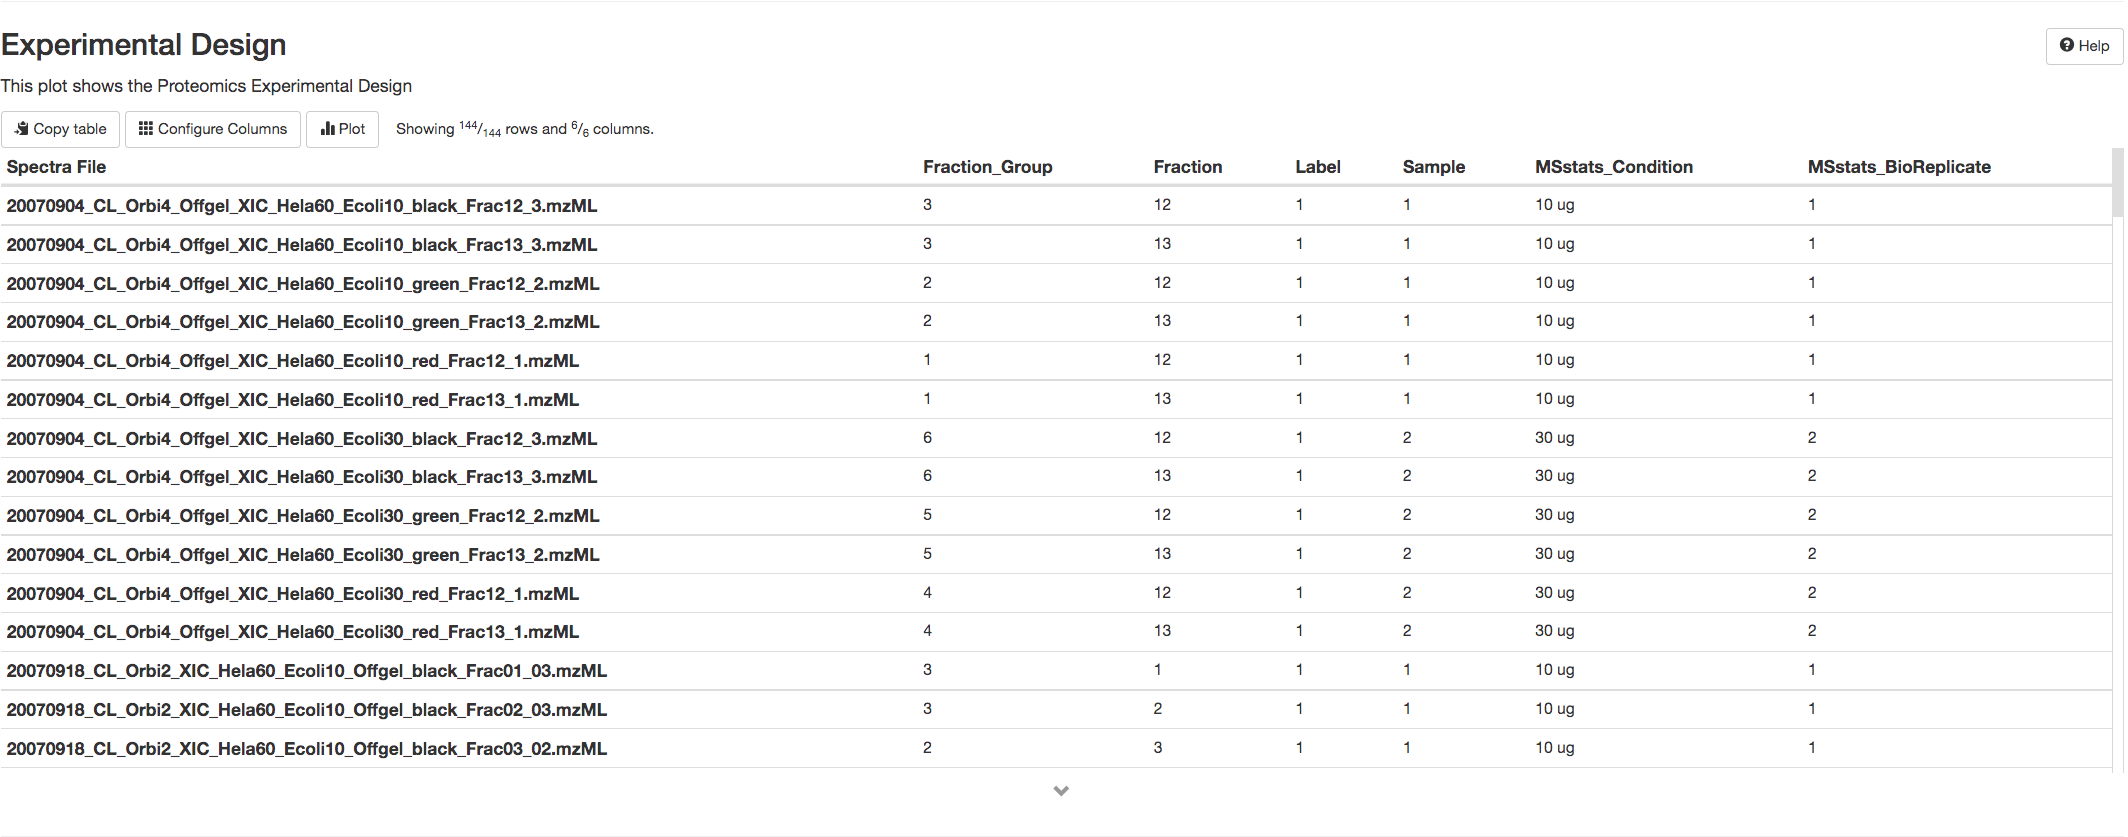 Experimental Design
Help
This plot shows the Proteomics Experimental Design
Copy table Configure Columns Plot Showing 144/144 rows and 6/6 columns.
Spectra File Fraction_Group Fraction Label Sample MSstats_Condition MSstats_BioReplicate
20070904_CL_Orbi4_Offgel_XIC_Hela60_Ecoli10_black_Frac12_3.mzML 3 12 1 1 10 ug 1
20070904_CL_Orbi4_Offgel_XIC_Hela60_Ecoli10_black_Frac13_3.mzML 3 13 1 1 10 ug 1
20070904_CL_Orbi4_Offgel_XIC_Hela60_Ecoli10_green_Frac12_2.mzML 2 12 1 1 10 ug 1
20070904_CL_Orbi4_Offgel_XIC_Hela60_Ecoli10_green_Frac13_2.mzML 2 13 1 1 10 ug 1
20070904_CL_Orbi4_Offgel_XIC_Hela60_Ecoli10_red_Frac12_1.mzML 1 12 1 1 10 ug 1
20070904_CL_Orbi4_Offgel_XIC_Hela60_Ecoli10_red_Frac13_1.mzML 1 13 1 1 10 ug 1
20070904_CL_Orbi4_Offgel_XIC_Hela60_Ecoli30_black_Frac12_3.mzML 6 12 1 2 30 ug 2
20070904_CL_Orbi4_Offgel_XIC_Hela60_Ecoli30_black_Frac13_3.mzML 6 13 1 2 30 ug 2
20070904_CL_Orbi4_Offgel_XIC_Hela60_Ecoli30_green_Frac12_2.mzML 5 12 1 2 30 ug 2
20070904_CL_Orbi4_Offgel_XIC_Hela60_Ecoli30_green_Frac13_2.mzML 5 13 1 2 30 ug 2
20070904_CL_Orbi4_Offgel_XIC_Hela60_Ecoli30_red_Frac12_1.mzML 4 12 1 2 30 ug 2
20070904_CL_Orbi4_Offgel_XIC_Hela60_Ecoli30_red_Frac13_1.mzML 4 13 1 2 30 ug 2
20070918_CL_Orbi2_XIC_Hela60_Ecoli10_Offgel_black_Frac01_03.mzML 3 1 1 1 10 ug 1
20070918_CL_Orbi2_XIC_Hela60_Ecoli10_Offgel_black_Frac02_03.mzML 3 2 1 1 10 ug 1
20070918_CL_Orbi2_XIC_Hela60_Ecoli10_Offgel_black_Frac03_02.mzML 2 3 1 1 10 ug 1